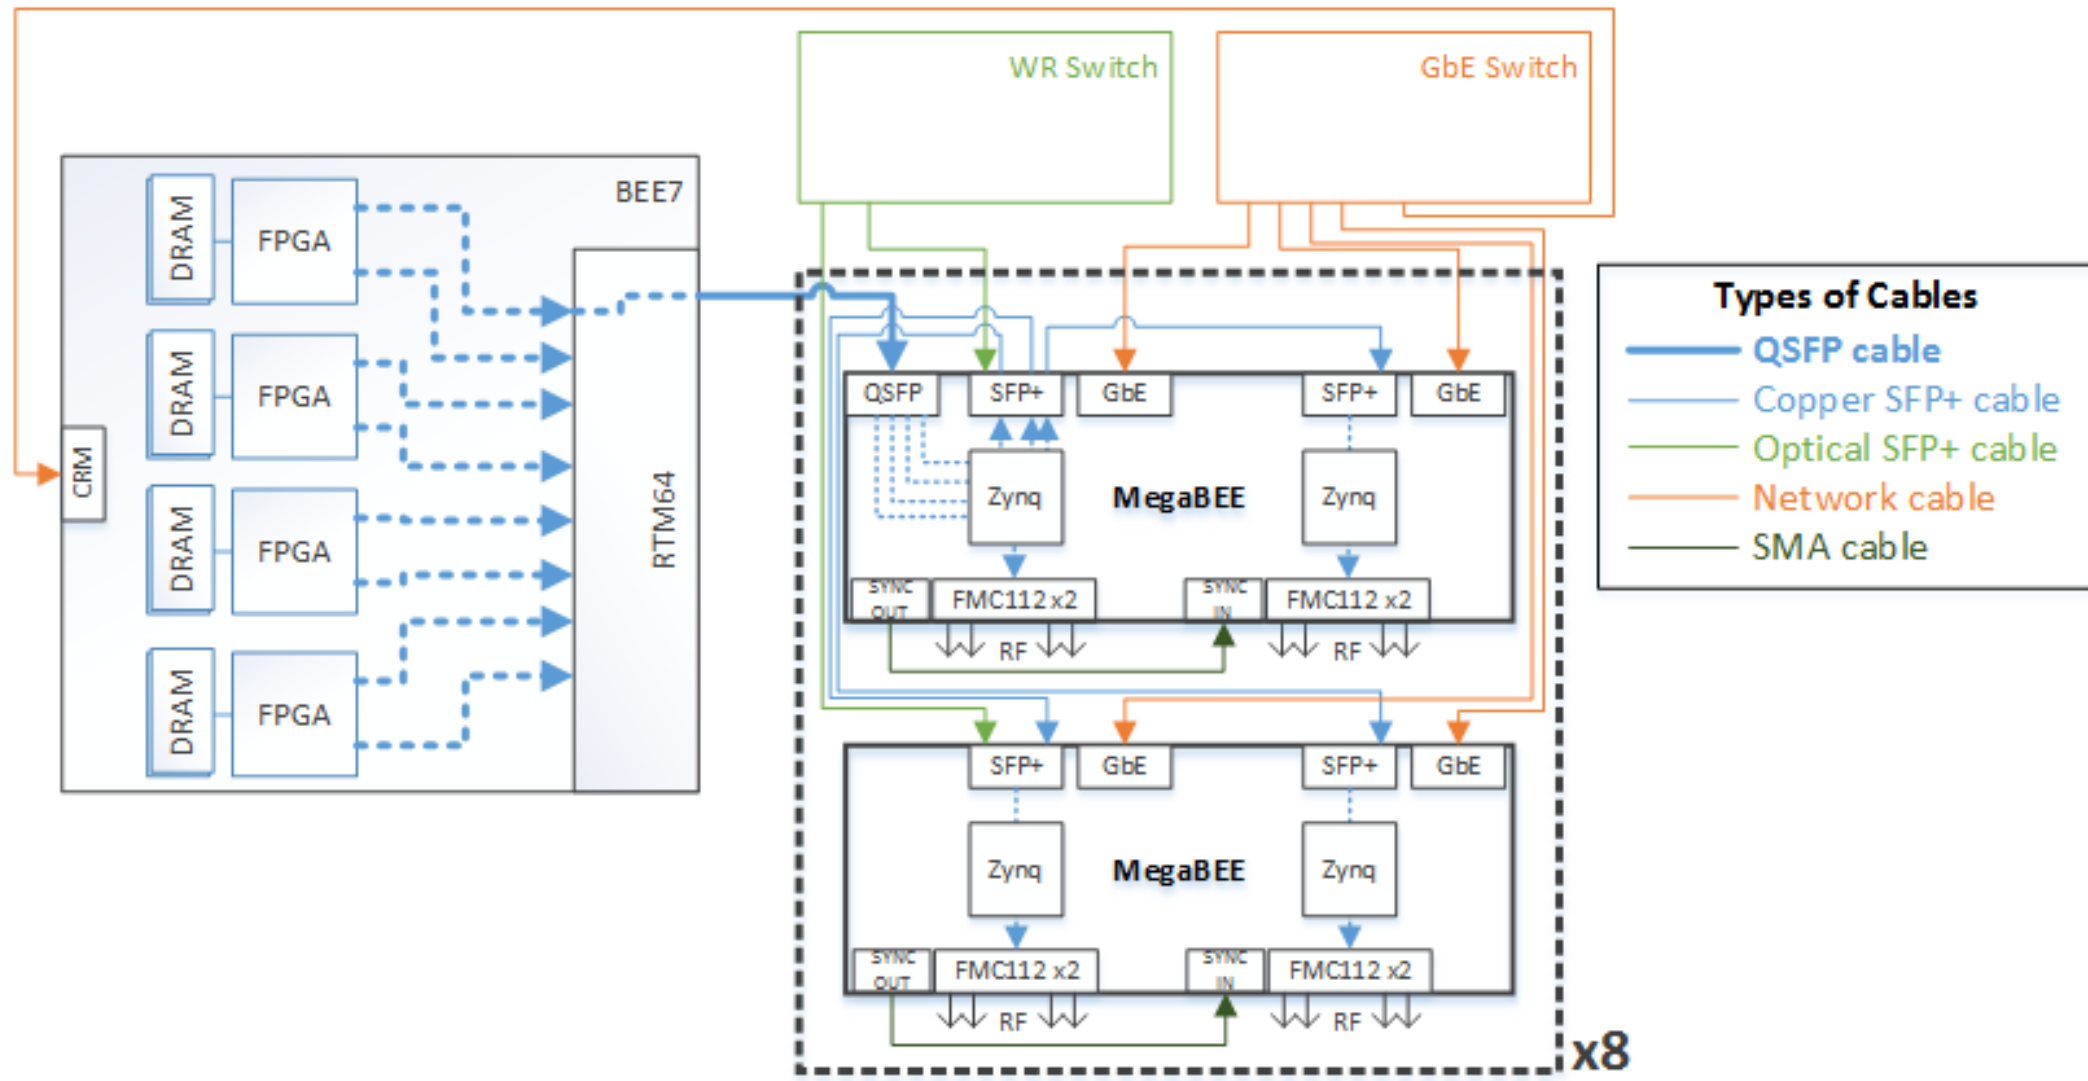 WR Switch
GbE Switch
BEE7
DRAM
FPGA
DRAM
FPGA
DRAM
FPGA
DRAM
FPGA
CRM
RTM64
QSFP
SFP+
GbE
SFP+
GbE
Zynq
MegaBEE
Zynq
SYNC
OUT
FMC112 x2
SYNC
IN
FMC112 x2
RF
RF
SFP+
GbE
SFP+
GbE
Zynq
MegaBEE
Zynq
SYNC
OUT
FMC112 x2
SYNC
IN
FMC112 x2
RF
RF
x8
Types of Cables
QSFP cable
Copper SFP+ cable
Optical SFP+ cable
Network cable
SMA cable